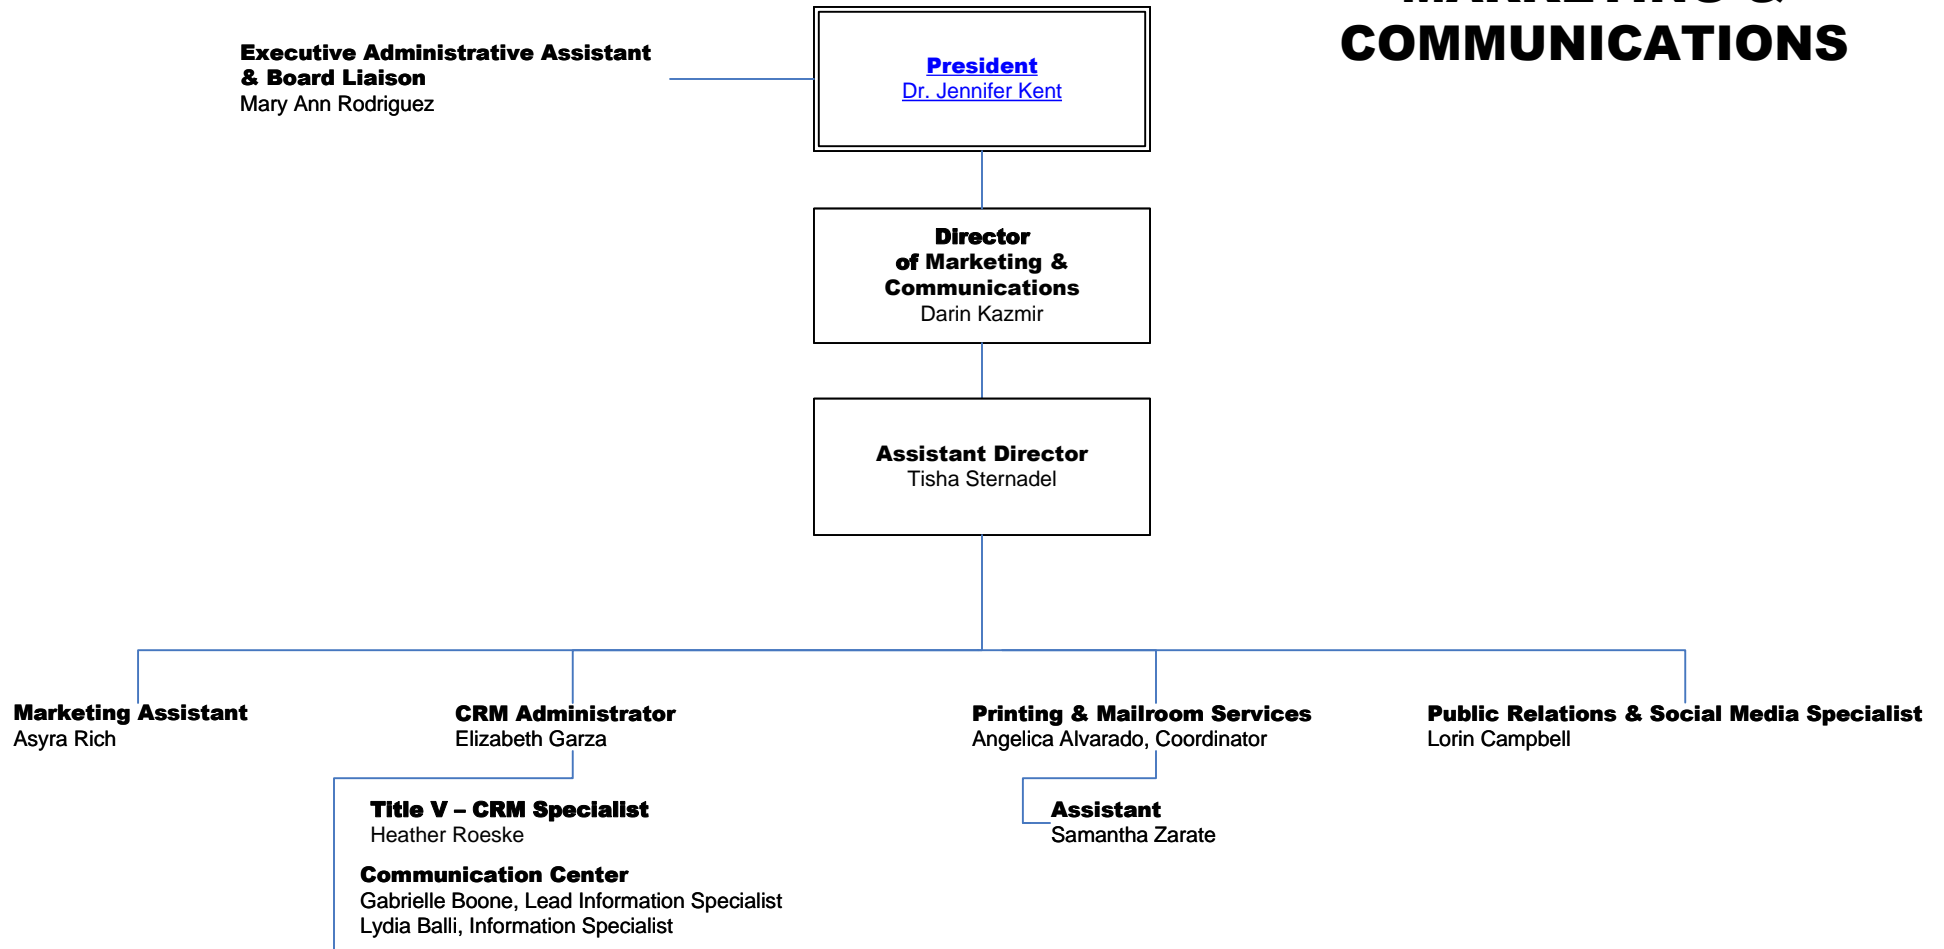 COMMUNICATIONS
Executive Administrative Assistant
& Board Liaison
Mary Ann Rodriguez
President
Dr. Jennifer Kent
Director
of Marketing &
Communications
Darin Kazmir
Assistant Director
Tisha Sternadel
Marketing Assistant
Asyra Rich
CRM Administrator
Elizabeth Garza
Title V – CRM Specialist
Heather Roeske
Communication Center
Gabrielle Boone, Lead Information Specialist
Lydia Balli, Information Specialist
Printing & Mailroom Services
Angelica Alvarado, Coordinator
Assistant
Samantha Zarate
Public Relations & Social Media Specialist
Lorin Campbell